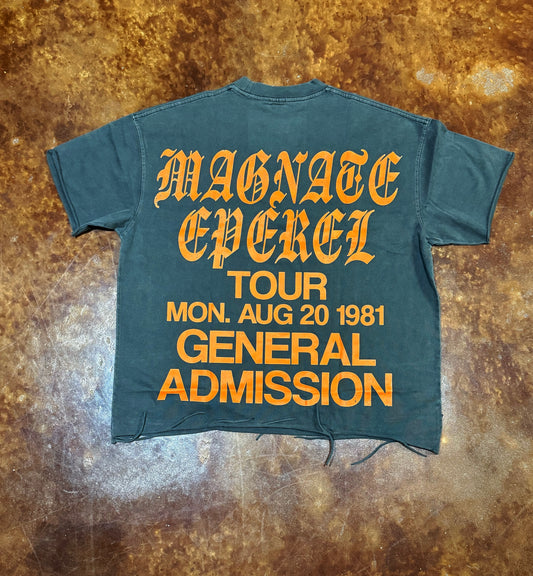 MAGNATE
EPEREL
TOUR
MON. AUG 20 1981
GENERAL
ADMISSION